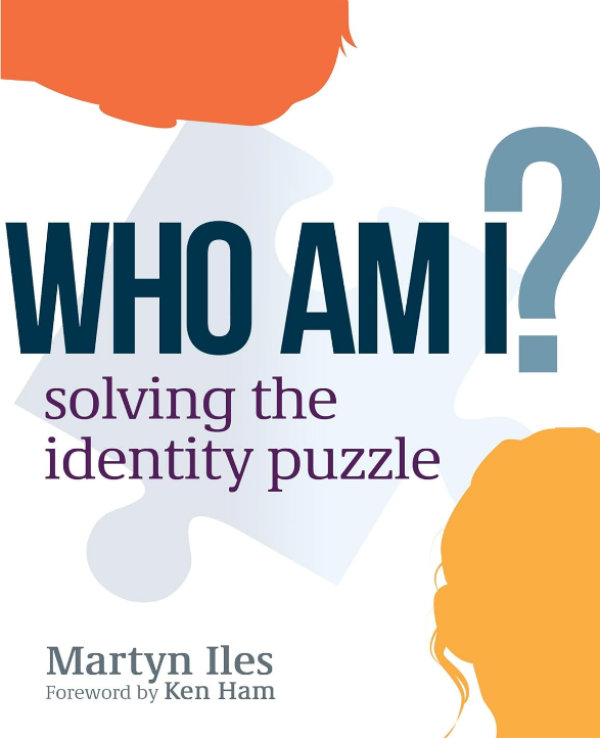 WHO AM I?
solving the
identity puzzle
Martyn Iles
Foreword by Ken Ham